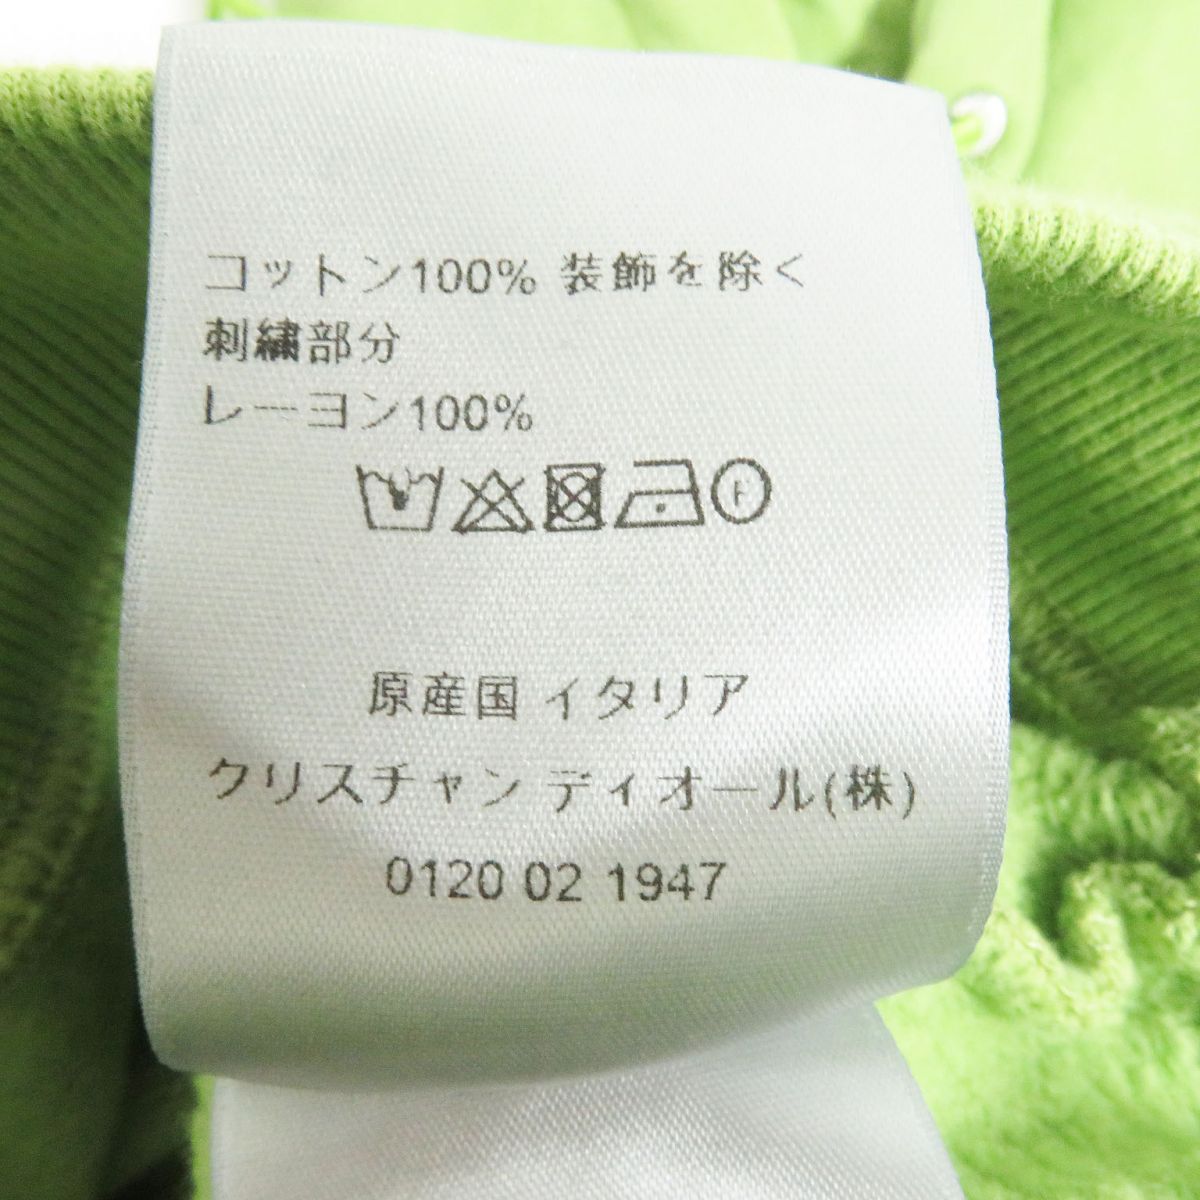 コットン100% 装飾を除く
刺繍部分
レーヨン100%
F
原産国 イタリア
クリスチャン ディオール(株)
0120 02 1947